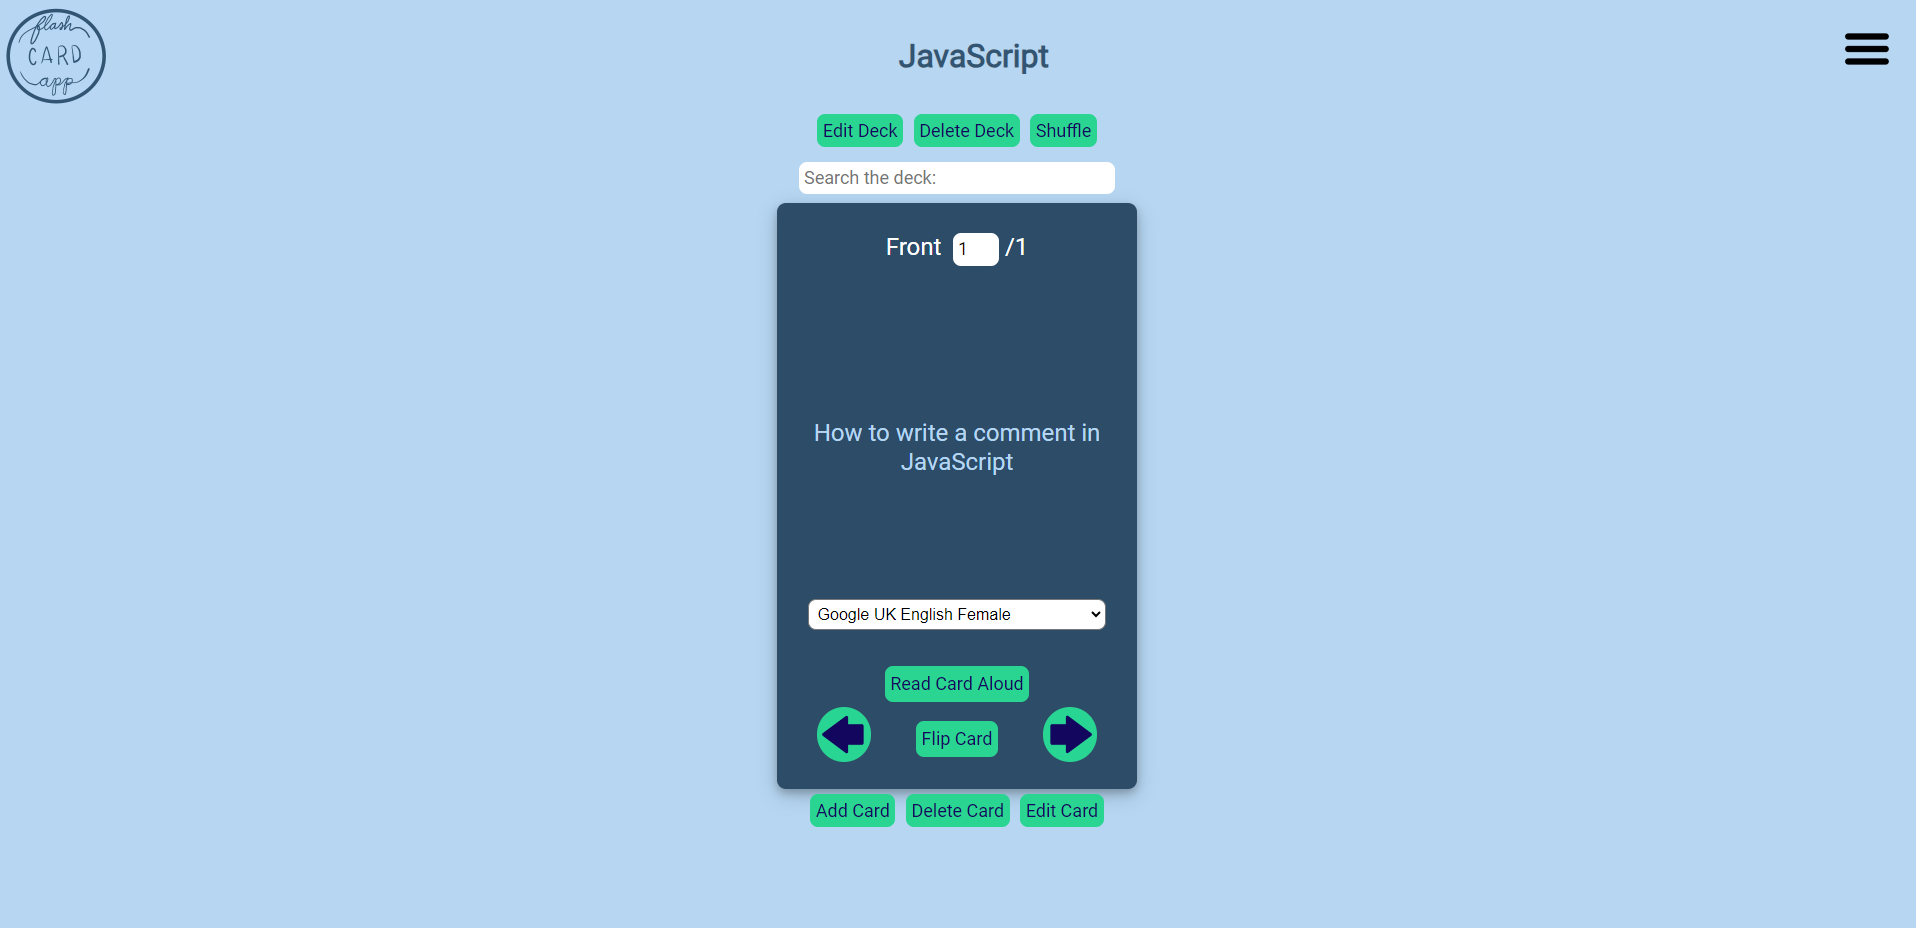 flash
CARD
app
JavaScript
Edit Deck Delete Deck Shuffle
Search the deck:
Front 1 /1
How to write a comment in
JavaScript
Google UK English Female
Read Card Aloud
Flip Card
Add Card Delete Card Edit Card